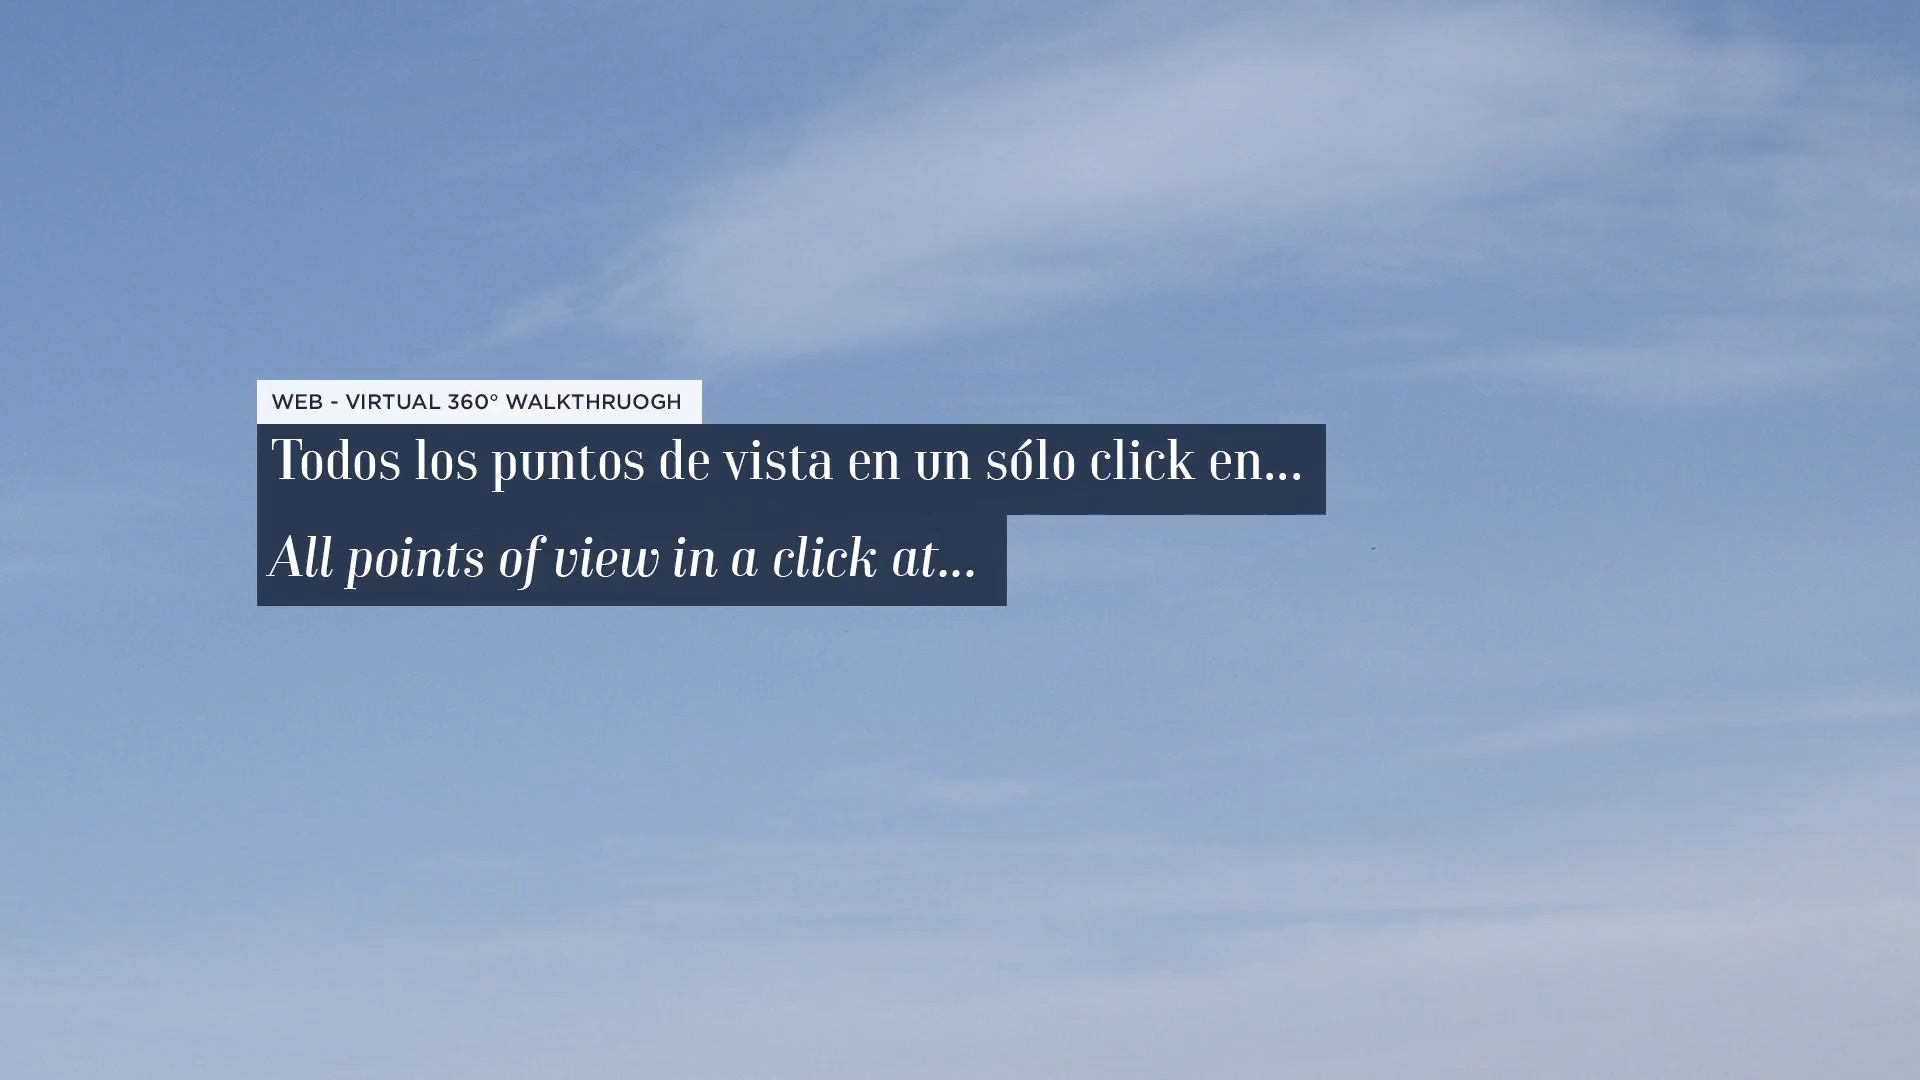 WEB - VIRTUAL 360° WALKTHRUOGH
Todos los puntos de vista en un sólo click en...
All points of view in a click at...